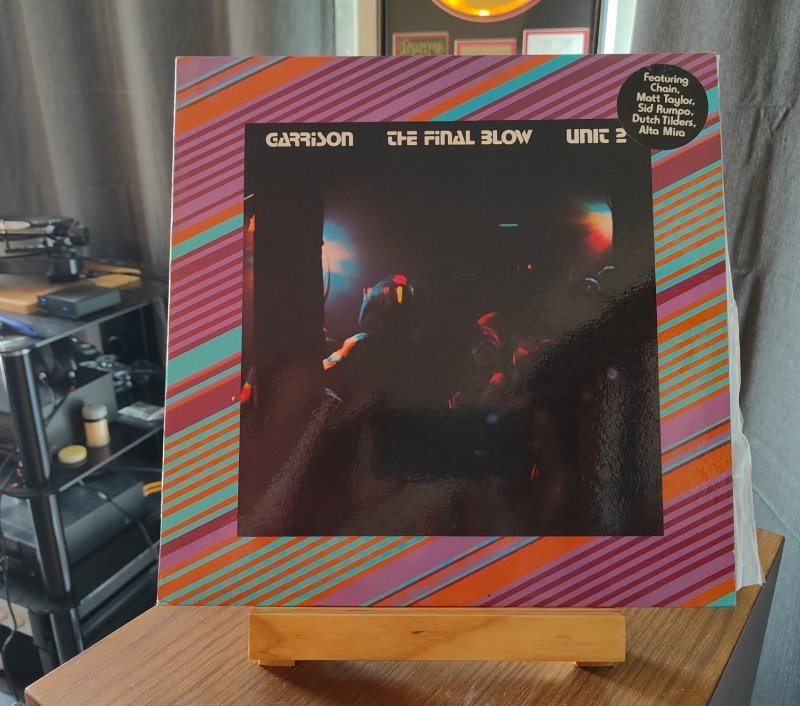 Featuring
Chain,
Matt Taylor,
Sid Rumpo,
Dutch Tilders,
Alta Mira
GARRISON THE FINAL BLOW UNIT 2